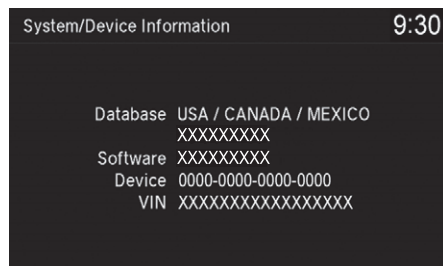 System/Device Information 9:30
Database USA / CANADA / MEXICO
XXXXXXXXX
Software XXXXXXXXX
Device 0000-0000-0000-0000
VIN XXXXXXXXXXXXXXXXX